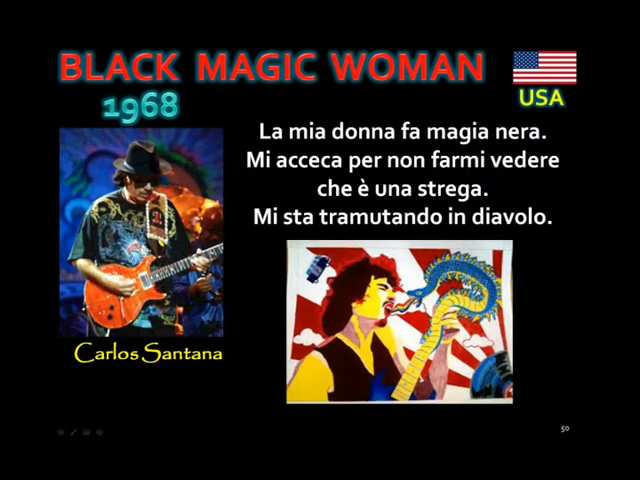 BLACK MAGIC WOMAN
1968
USA
La mia donna fa magia nera.
Mi acceca per non farmi vedere
che è una strega.
Mi sta tramutando in diavolo.
Carlos Santana
50